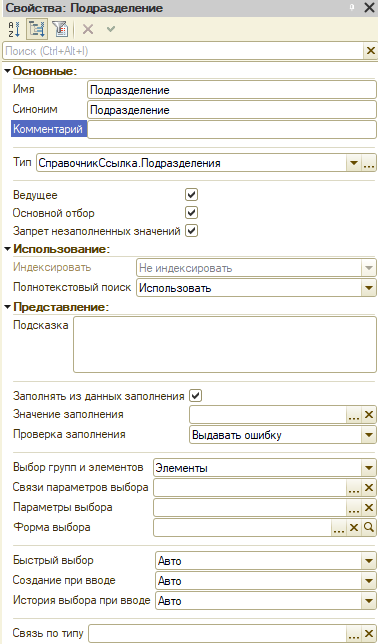 Свойства: Подразделение
Поиск (Ctrl+Alt+I)
Основные:
Имя Подразделение
Синоним Подразделение
Комментарий
Тип СправочникСсылка.Подразделения
Ведущее
Основной отбор
Запрет незаполненных значений
Использование:
Индексировать Не индексировать
Полнотекстовый поиск Использовать
Представление:
Подсказка
Заполнять из данных заполнения
Значение заполнения
Проверка заполнения Выдавать ошибку
Выбор групп и элементов Элементы
Связи параметров выбора
Параметры выбора
Форма выбора
Быстрый выбор Авто
Создание при вводе Авто
История выбора при вводе Авто
Связь по типу